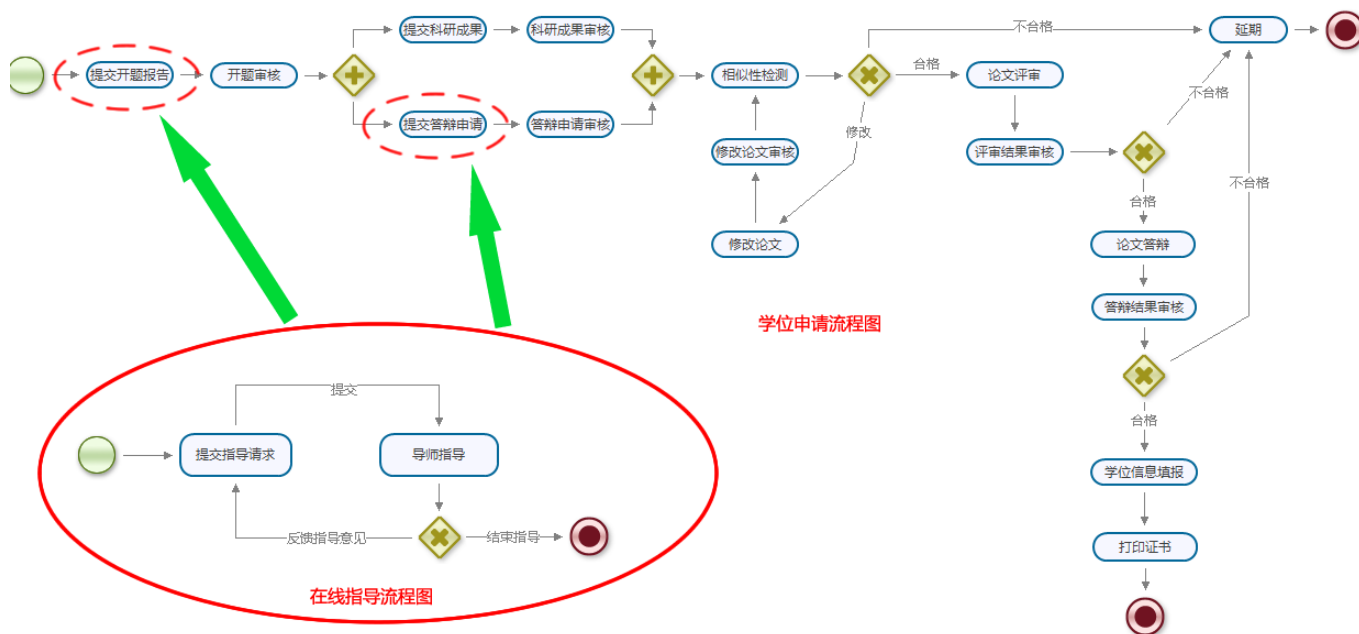 提交科研成果
科研成果审核
不合格
延期
提交开题报告
开题审核
相似性检测
合格
论文评审
不合格
提交答辩申请
答辩申请审核
修改
修改论文审核
评审结果审核
不合格
合格
修改论文
论文答辩
答辩结果审核
学位申请流程图
提交
合格
提交指导请求
导师指导
学位信息填报
反馈指导意见
结束指导
打印证书
在线指导流程图